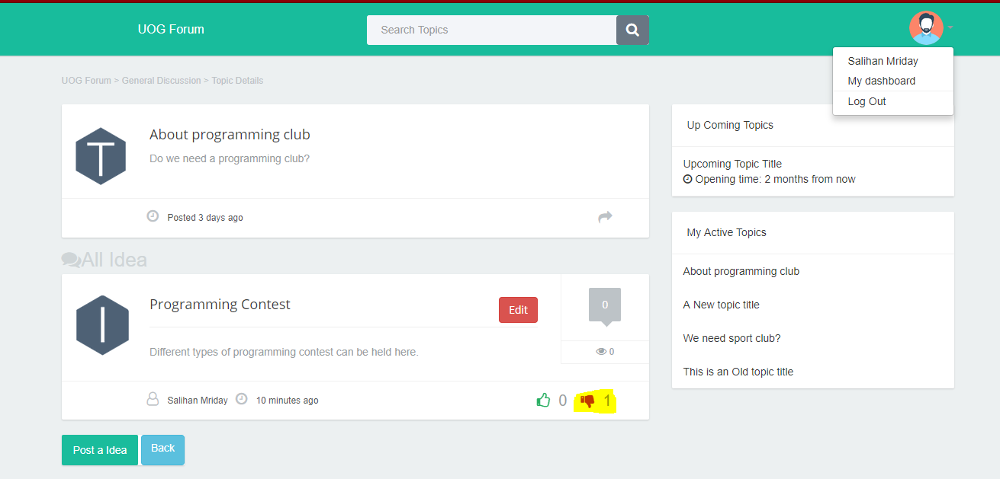 UOG Forum
Search Topics
Salihan Mriday
My dashboard
Log Out
UOG Forum > General Discussion > Topic Details
T
About programming club
Do we need a programming club?
Posted 3 days ago
Up Coming Topics
Upcoming Topic Title
Opening time: 2 months from now
My Active Topics
About programming club
A New topic title
We need sport club?
This is an Old topic title
All Idea
I
Programming Contest
Edit
0
Different types of programming contest can be held here.
0
Salihan Mriday 10 minutes ago
0 1
Post a Idea Back